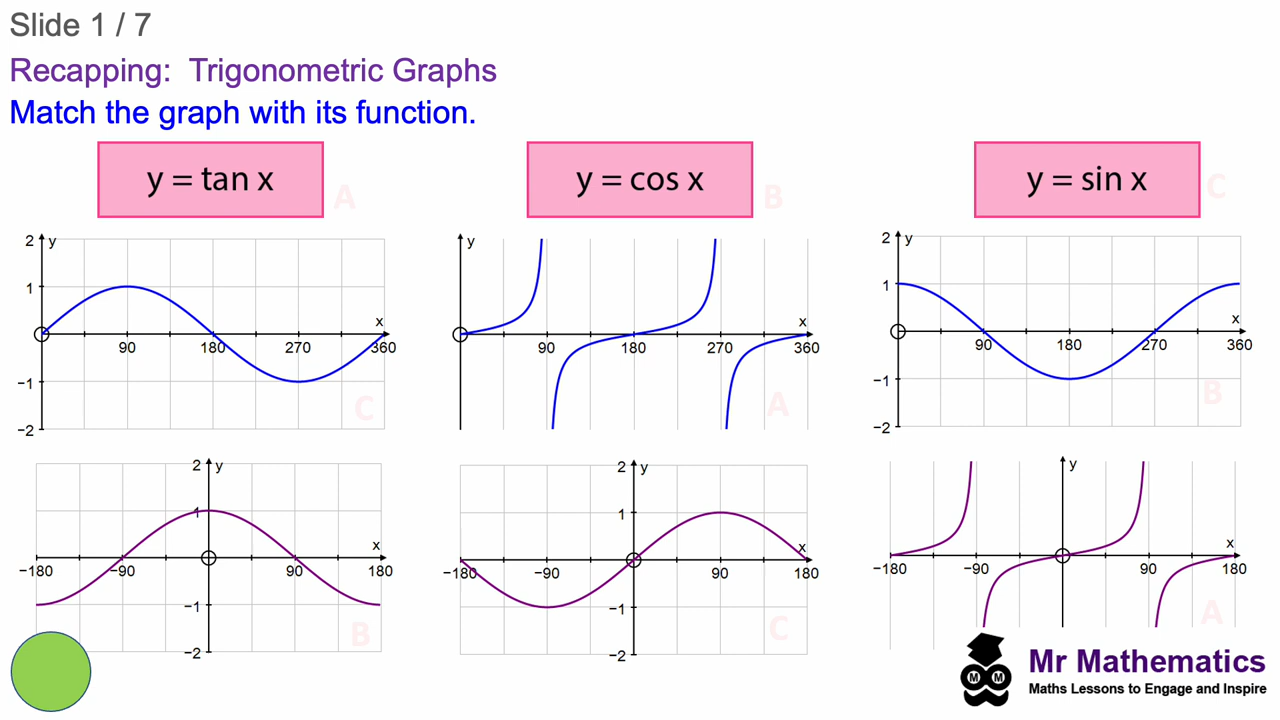 Slide 1 / 7
Recapping: Trigonometric Graphs
Match the graph with its function.
y = tan x
A
y = cos x
B
y = sin x
C
2
y
1
x
90
180
270
360
−1
C
−2
y
x
90
180
270
360
A
2
y
1
x
90
180
270
360
−1
B
−2
2
y
1
x
−180
−90
90
180
−1
B
−2
2
y
1
x
−180
−90
90
180
−1
C
−2
y
x
−180
−90
90
180
A
M M
Mr Mathematics
Maths Lessons to Engage and Inspire